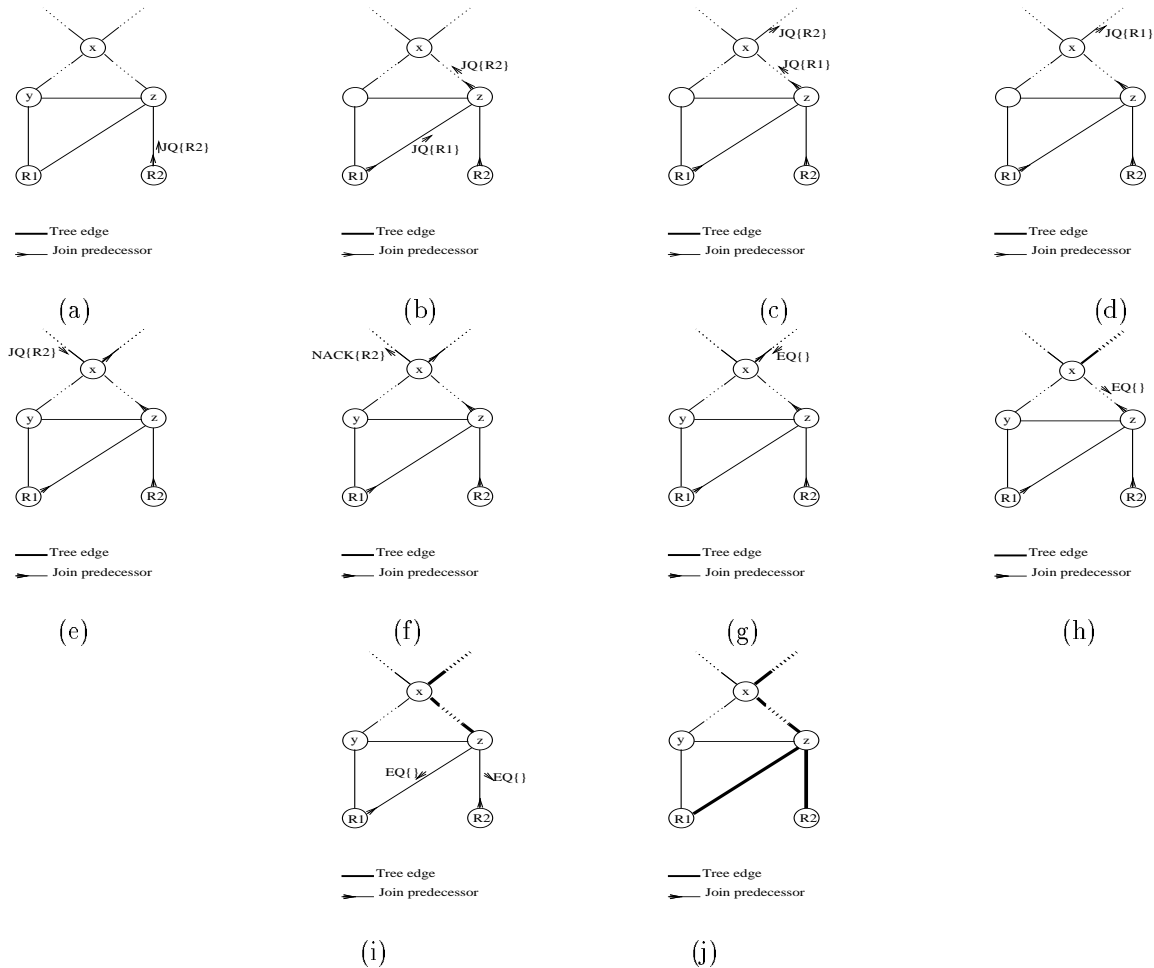 x
y
z
JQ{R2}
R1
R2
Tree edge
Join predecessor
(a)
x
JQ{R2}
z
JQ{R1}
R1
R2
Tree edge
Join predecessor
(b)
JQ{R2}
x
JQ{R1}
z
R1
R2
Tree edge
Join predecessor
(c)
JQ{R1}
x
z
R1
R2
Tree edge
Join predecessor
(d)
JQ{R2}
x
y
z
R1
R2
Tree edge
Join predecessor
(e)
NACK{R2}
x
y
z
R1
R2
Tree edge
Join predecessor
(f)
x
EQ{}
y
z
R1
R2
Tree edge
Join predecessor
(g)
x
EQ{}
y
z
R1
R2
Tree edge
Join predecessor
(h)
x
y
z
EQ{}
EQ{}
R1
R2
Tree edge
Join predecessor
(i)
x
y
z
R1
R2
Tree edge
Join predecessor
(j)